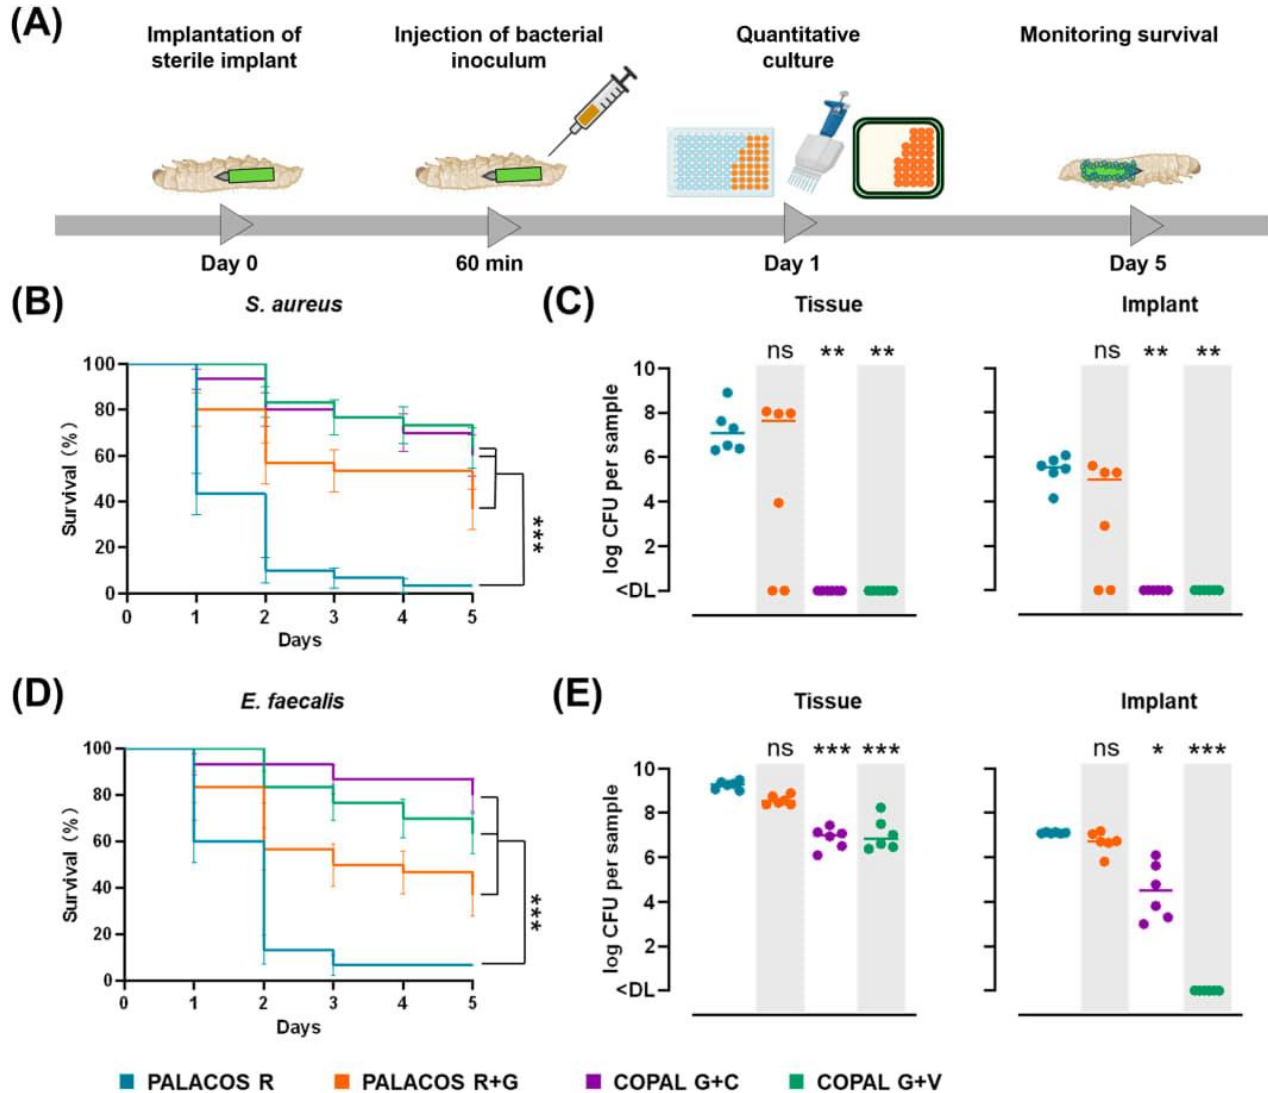 (A)
Implantation of
sterile implant
Injection of bacterial
inoculum
Quantitative
culture
Monitoring survival
Day 0
60 min
Day 1
Day 5
(B)
S. aureus
Survival (%)
100
80
60
40
20
0
0 1 2 3 4 5
Days
***
(C)
Tissue
Implant
ns ** **
ns ** **
log CFU per sample
10
8
6
4
2
<DL
(D)
E. faecalis
Survival (%)
100
80
60
40
20
0
0 1 2 3 4 5
Days
***
(E)
Tissue
Implant
ns *** ***
ns * ***
log CFU per sample
10
8
6
4
2
<DL
PALACOS R PALACOS R+G COPAL G+C COPAL G+V